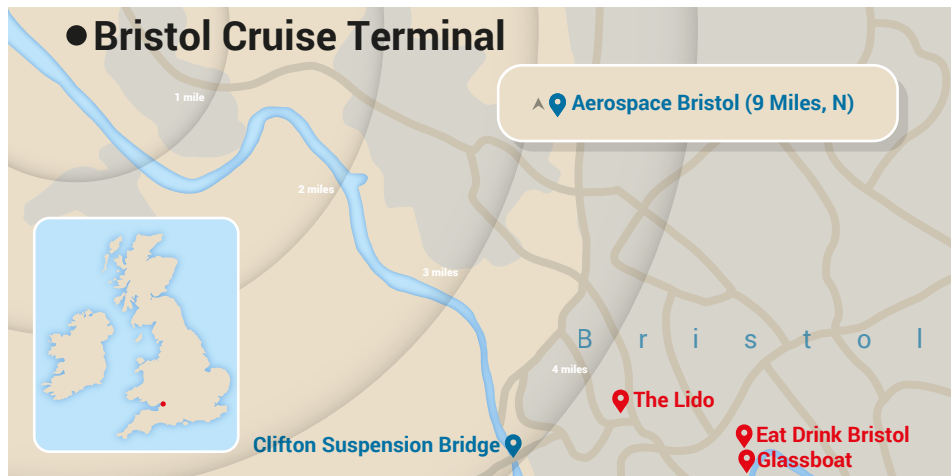 Bristol Cruise Terminal
1 mile
Aerospace Bristol (9 Miles, N)
2 miles
3 miles
Bristol
4 miles
The Lido
Clifton Suspension Bridge
Eat Drink Bristol
Glassboat